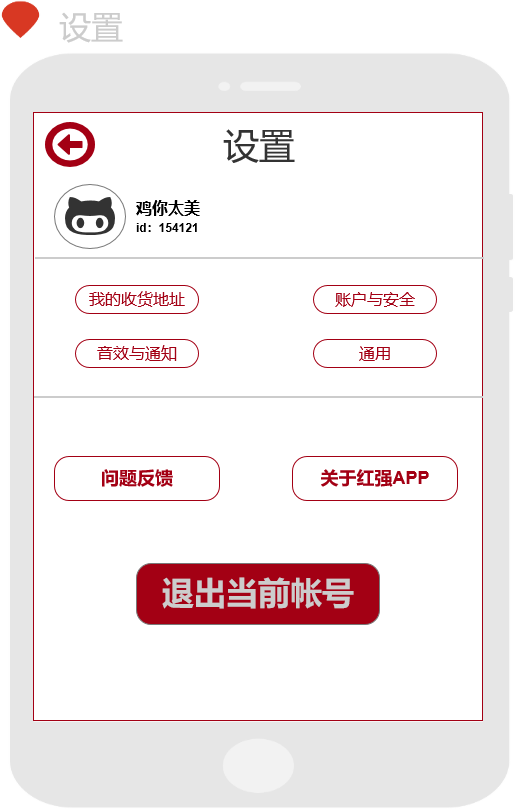 设置
设置
鸡你太美
id：154121
我的收货地址
账户与安全
音效与通知
通用
问题反馈
关于红强APP
退出当前帐号